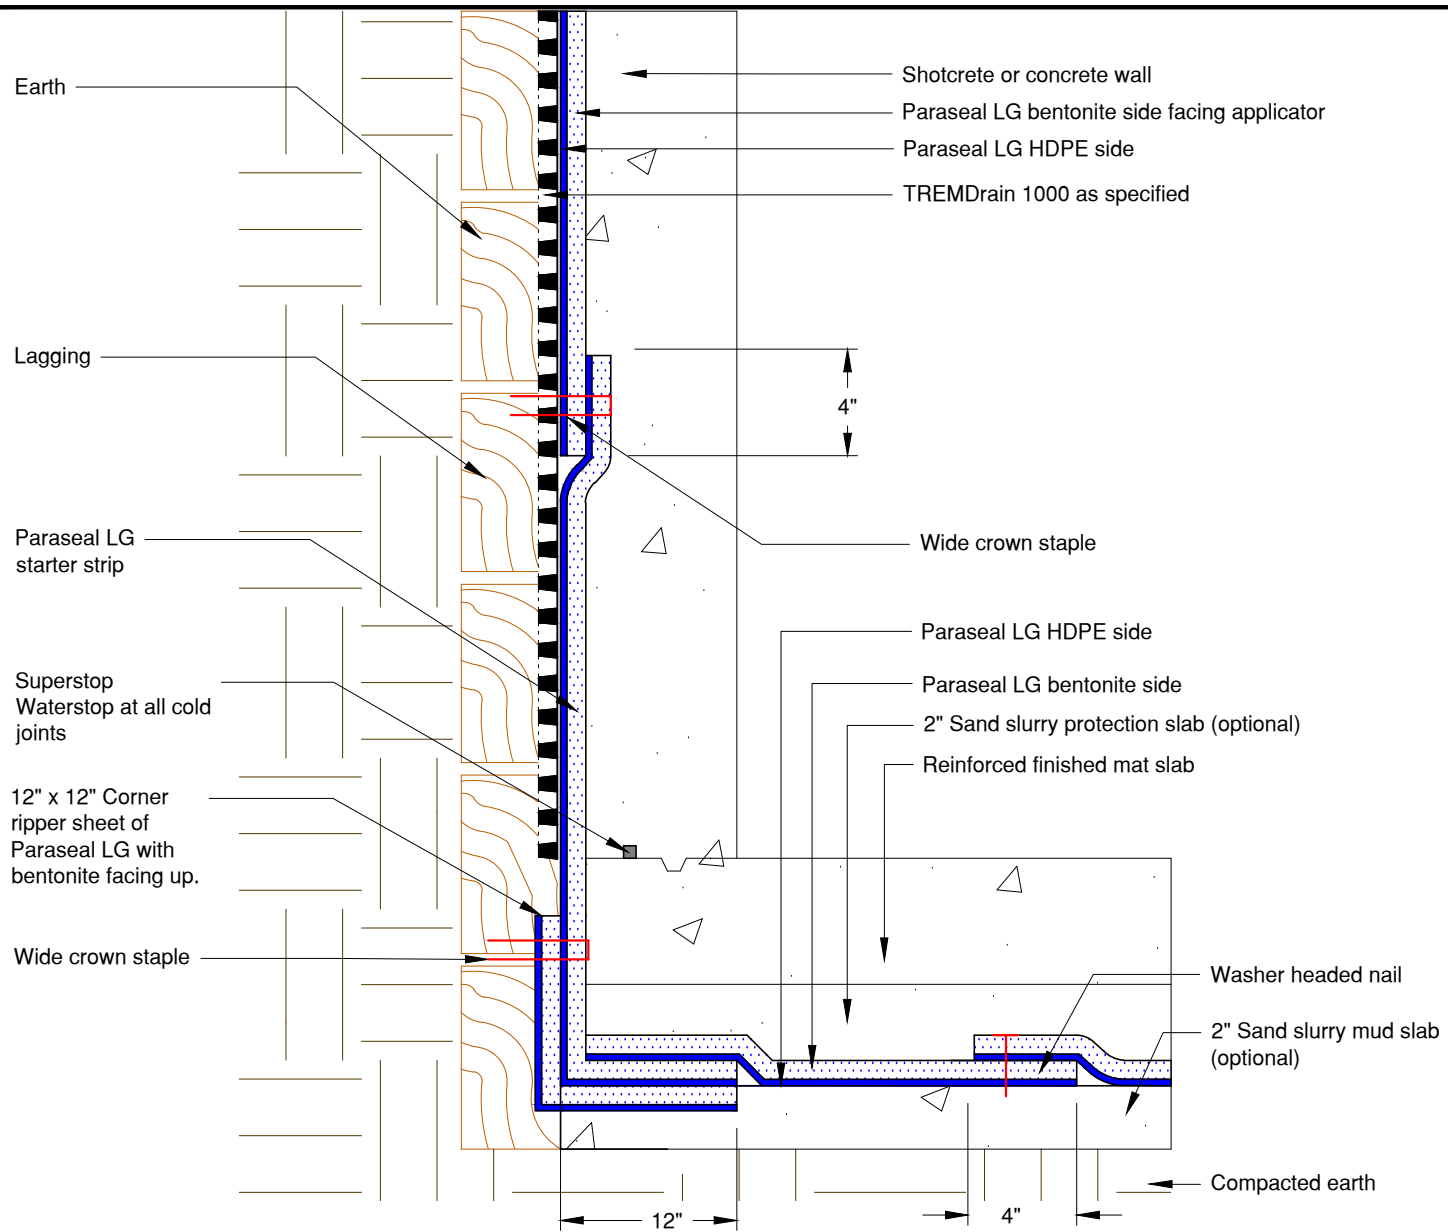 Earth
Lagging
Paraseal LG
starter strip
Superstop
Waterstop at all cold
joints
12" x 12" Corner
ripper sheet of
Paraseal LG with
bentonite facing up.
Wide crown staple
Shotcrete or concrete wall
Paraseal LG bentonite side facing applicator
Paraseal LG HDPE side
TREMDrain 1000 as specified
4"
Wide crown staple
Paraseal LG HDPE side
Paraseal LG bentonite side
2" Sand slurry protection slab (optional)
Reinforced finished mat slab
Washer headed nail
2" Sand slurry mud slab
(optional)
Compacted earth
12"
4"